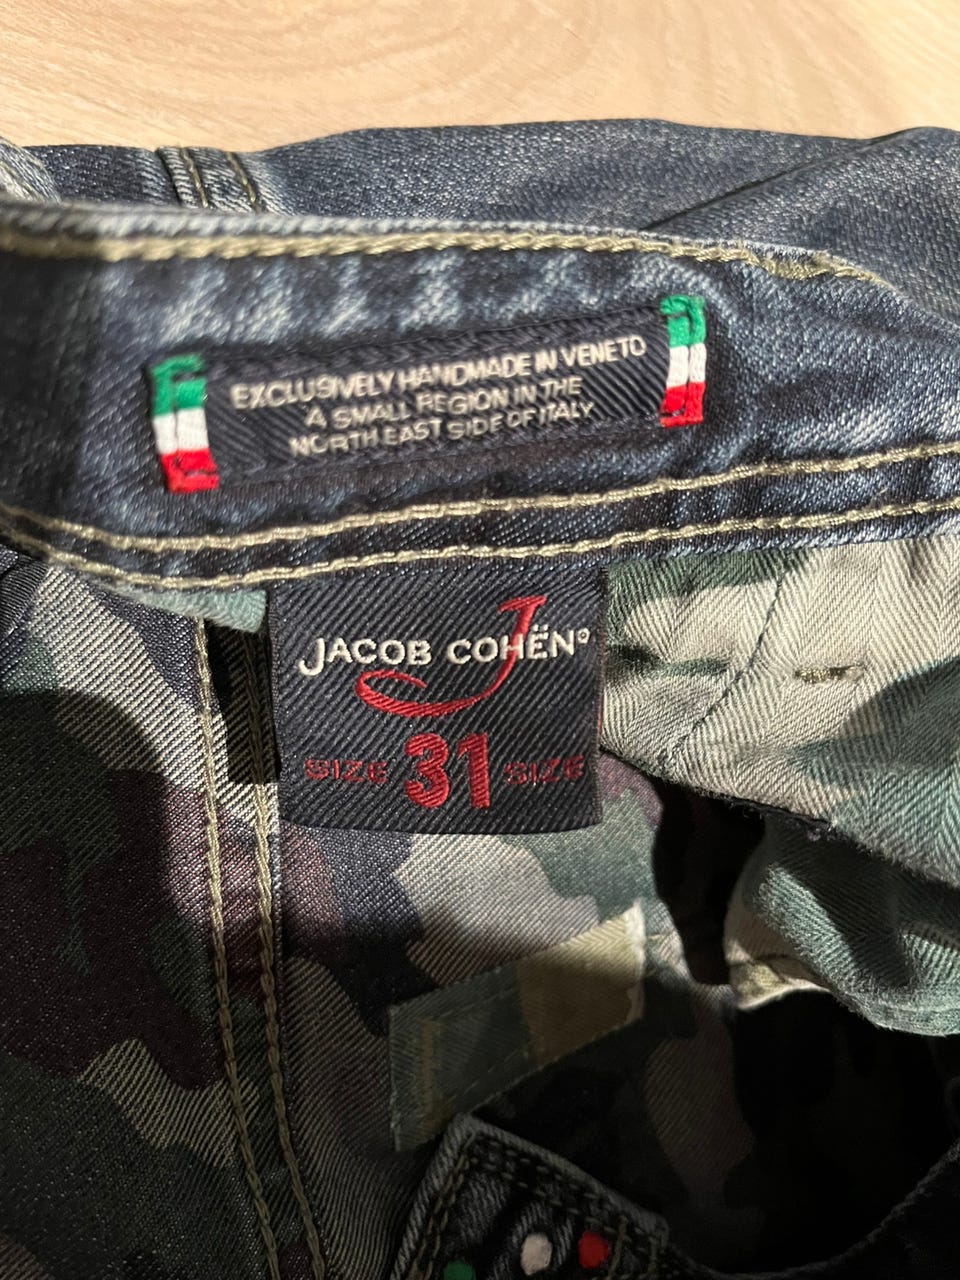 EXCLUSIVELY HANDMADE IN VENETO
A SMALL REGION IN THE
NORTH EAST SIDE OF ITALY
J
JACOB COHËN®
SIZE 31 SIZE